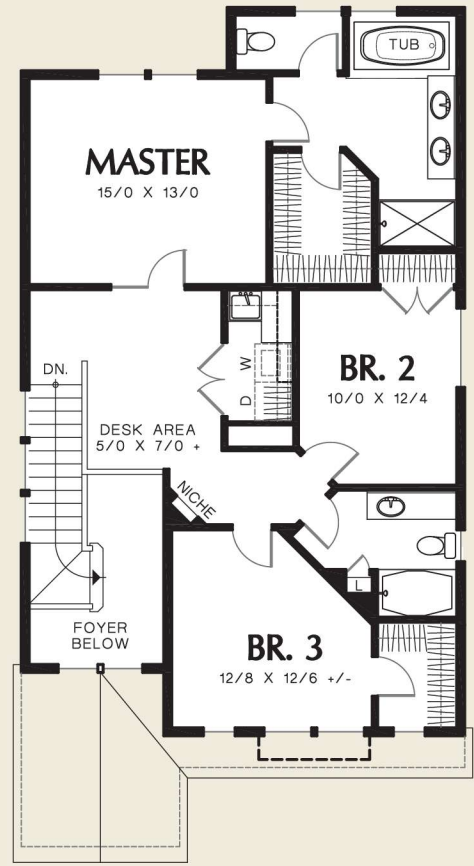 TUB
MASTER
15/0 X 13/0
DN.
W
D
BR. 2
10/0 X 12/4
DESK AREA
5/0 X 7/0 +
NICHE
L
FOYER
BELOW
BR. 3
12/8 X 12/6 +/-